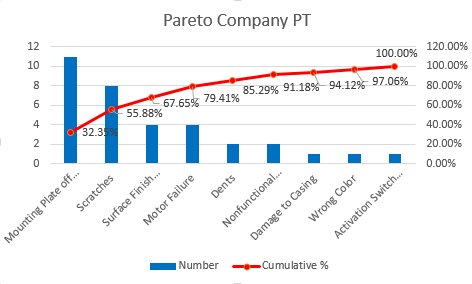 Pareto Company PT
12
10
8
6
4
2
0
120.00%
100.00%
80.00%
60.00%
40.00%
20.00%
0.00%
32.35%
55.88%
67.65%
79.41%
85.29%
91.18%
94.12%
97.06%
100.00%
Mounting Plate off...
Scratches
Surface Finish...
Motor Failure
Dents
Nonfunctional...
Damage to Casing
Wrong Color
Activation Switch...
Number
Cumulative %